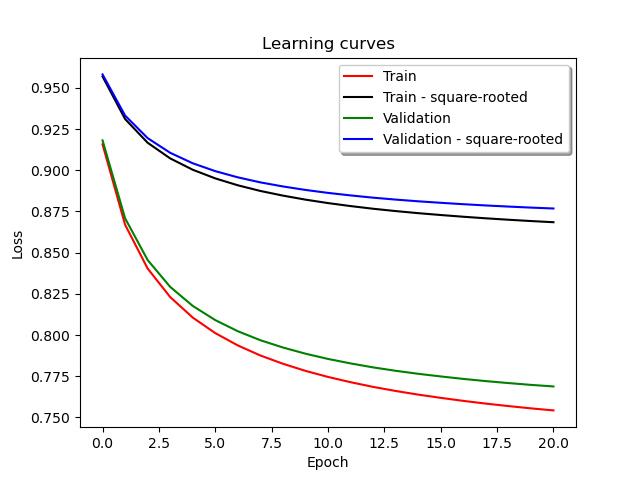 Learning curves
Train
Train - square-rooted
Validation
Validation - square-rooted
Loss
0.950
0.925
0.900
0.875
0.850
0.825
0.800
0.775
0.750
0.0 2.5 5.0 7.5 10.0 12.5 15.0 17.5 20.0
Epoch